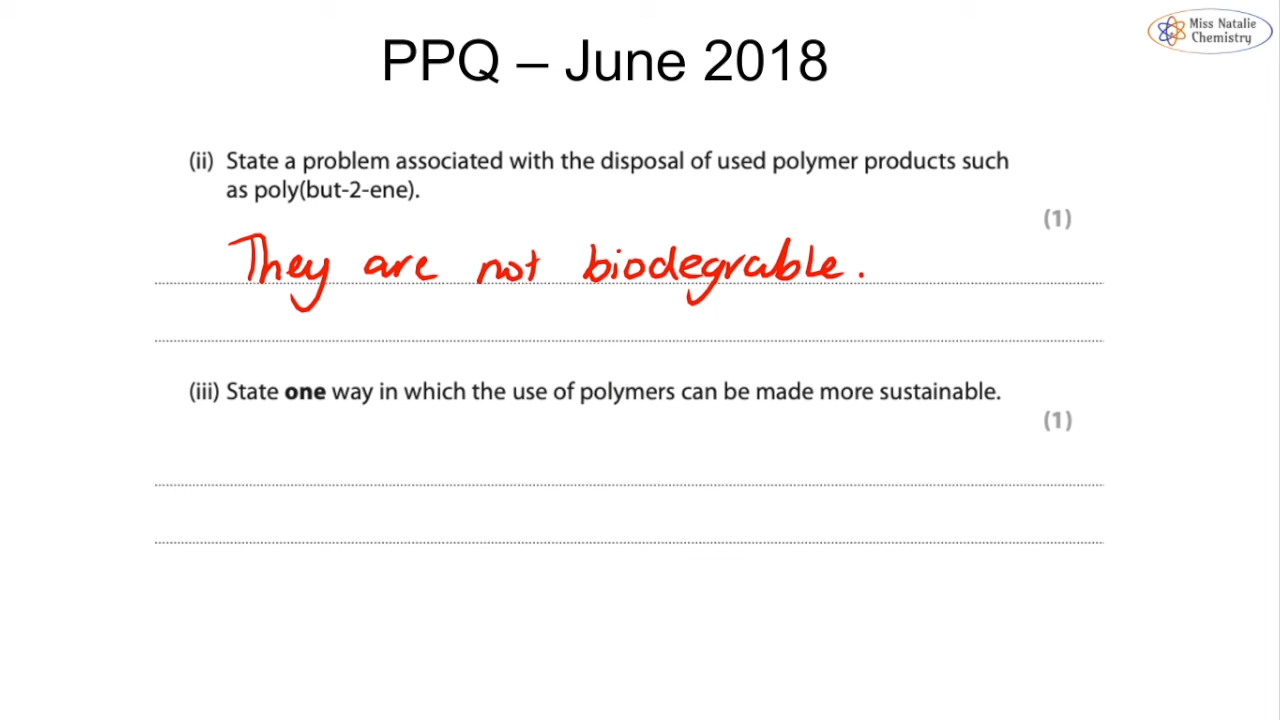 Miss Natalie
Chemistry
PPQ – June 2018
(ii) State a problem associated with the disposal of used polymer products such
as poly(but-2-ene).
(1)
They are not biodegrable.
(iii) State one way in which the use of polymers can be made more sustainable.
(1)